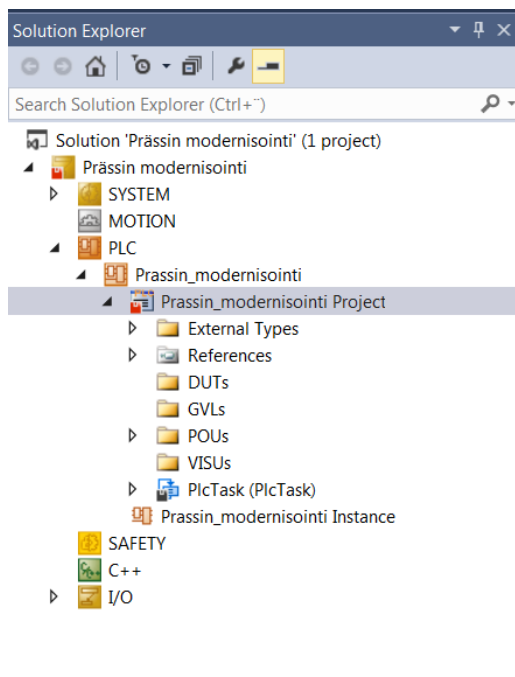 Solution Explorer
Search Solution Explorer (Ctrl+¨)
Solution 'Prässin modernisointi' (1 project)
Prässin modernisointi
SYSTEM
MOTION
PLC
Prassin_modernisointi
Prassin_modernisointi Project
External Types
References
DUTs
GVLs
POUs
VISUs
PlcTask (PlcTask)
Prassin_modernisointi Instance
SAFETY
C++
I/O